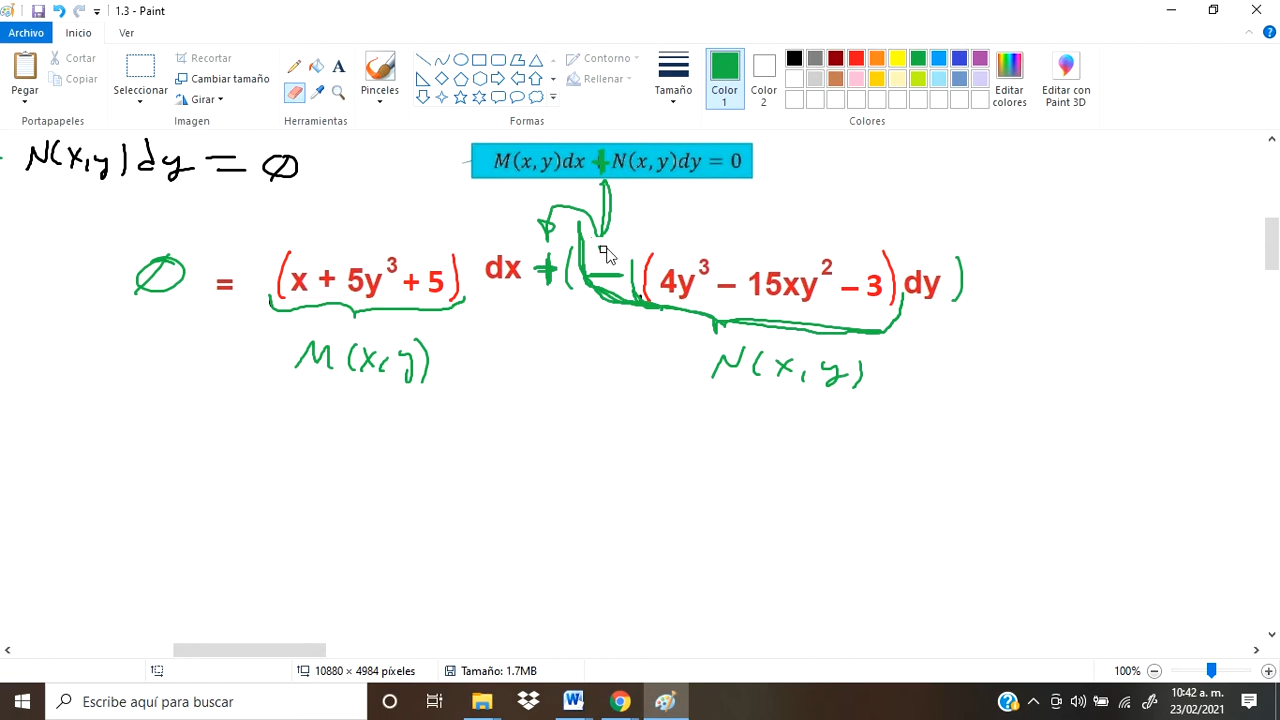 1.3 - Paint
Archivo Inicio Ver
Pegar Cortar Copiar Seleccionar Recortar Cambiar tamaño Girar A Pinceles Contorno Rellenar Tamaño Color 1 Color 2 Editar colores Editar con Paint 3D
Portapapeles Imagen Herramientas Formas Colores
N(x,y)dy = 0
M(x, y)dx + N(x, y)dy = 0
0 = (x + 5y³ + 5) dx + (−((4y³ − 15xy² − 3)dy)
M(x,y) N(x,y)
10880 × 4984 píxeles Tamaño: 1.7MB 100%
Escribe aquí para buscar 10:42 a. m.
23/02/2021